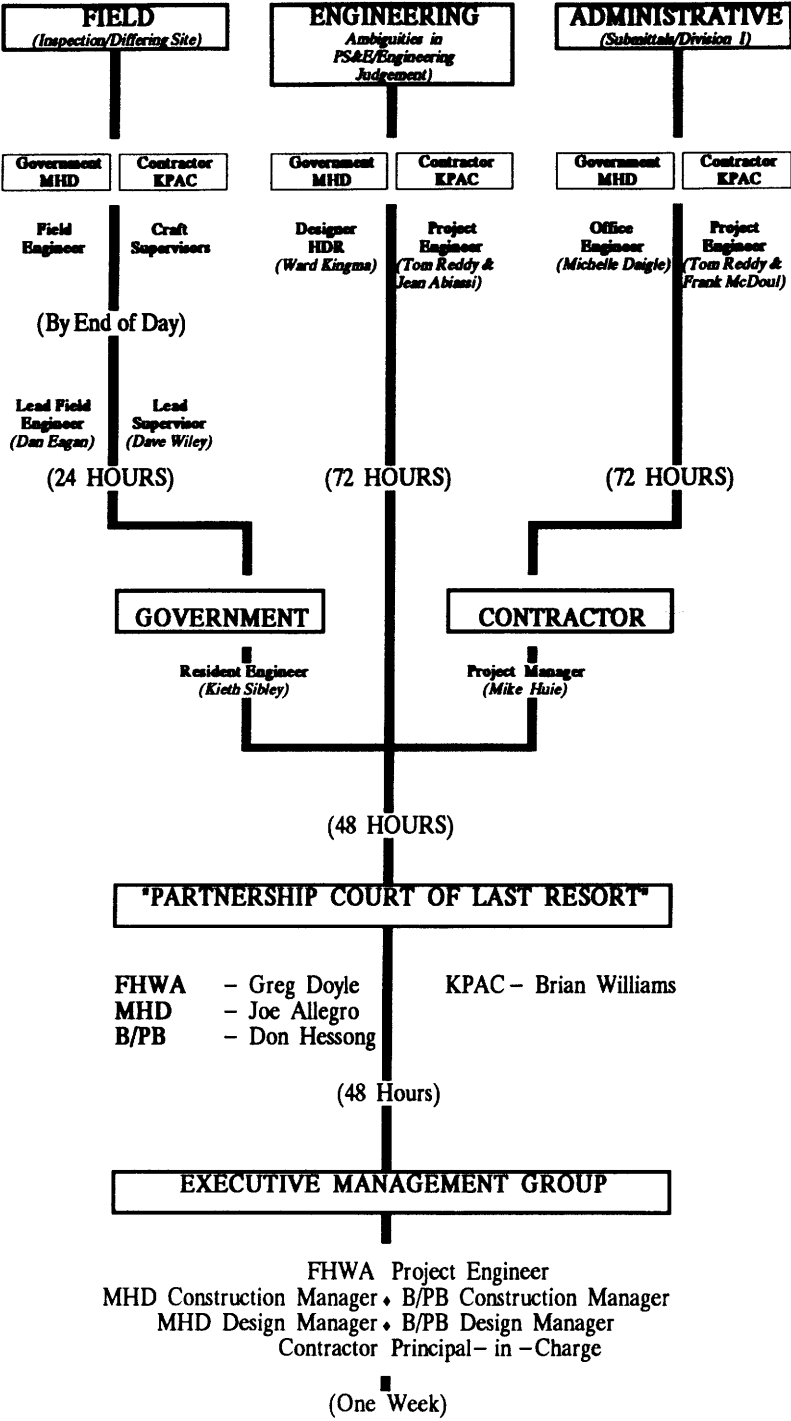 FIELD
(Inspection/Differing Site)
ENGINEERING
Ambiguities in
PS&E/Engineering
Judgement)
ADMINISTRATIVE
(Submittals/Division I)
Government
MHD
Contractor
KPAC
Government
MHD
Contractor
KPAC
Government
MHD
Contractor
KPAC
Field
Engineer
Craft
Supervisors
Designer
HDR
(Ward Kingma)
Project
Engineer
(Tom Reddy &
Jean Abiassi)
Office
Engineer
(Michelle Daigle)
Project
Engineer
(Tom Reddy &
Frank McDoul)
(By End of Day)
Lead Field
Engineer
(Dan Eagan)
Lead
Supervisor
(Dave Wiley)
(24 HOURS)
(72 HOURS)
(72 HOURS)
GOVERNMENT
CONTRACTOR
Resident Engineer
(Kieth Sibley)
Project Manager
(Mike Huie)
(48 HOURS)
"PARTNERSHIP COURT OF LAST RESORT"
FHWA – Greg Doyle
KPAC – Brian Williams
MHD – Joe Allegro
B/PB – Don Hessong
(48 Hours)
EXECUTIVE MANAGEMENT GROUP
FHWA Project Engineer
MHD Construction Manager ♦ B/PB Construction Manager
MHD Design Manager ♦ B/PB Design Manager
Contractor Principal– in –Charge
(One Week)